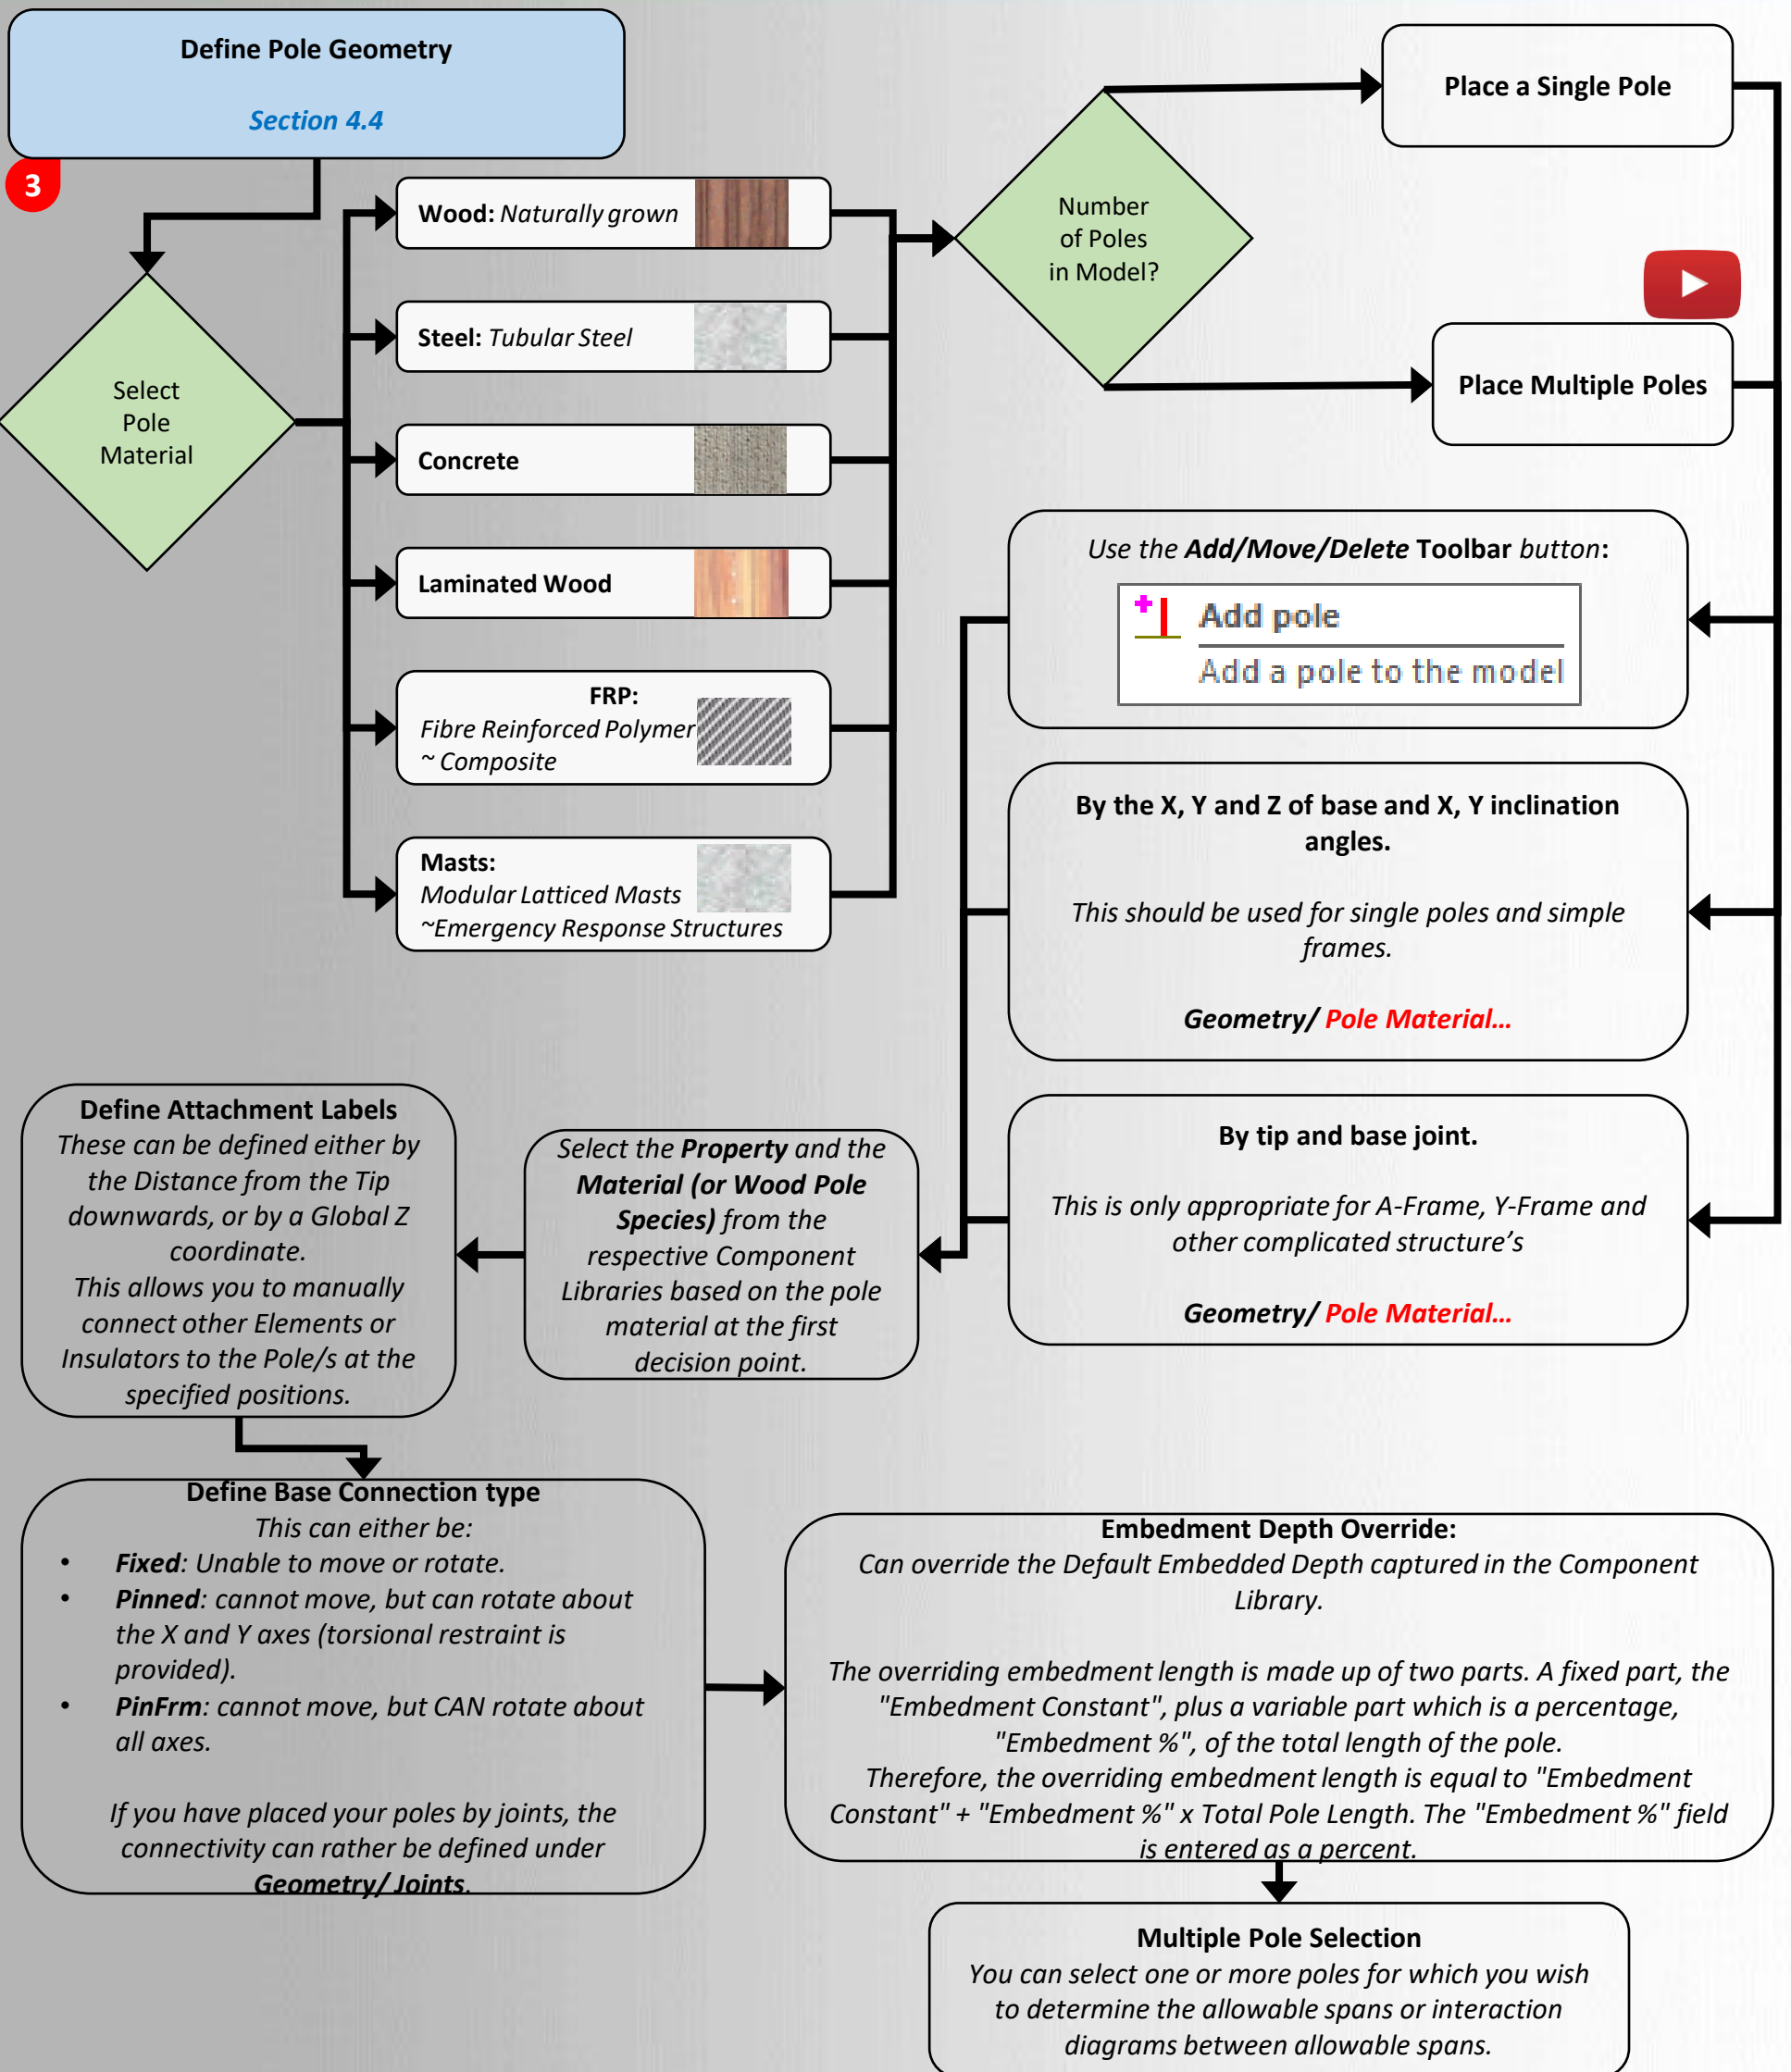 Define Pole Geometry
Section 4.4
3
Select
Pole
Material
Wood: Naturally grown
Steel: Tubular Steel
Concrete
Laminated Wood
FRP:
Fibre Reinforced Polymer
~ Composite
Masts:
Modular Latticed Masts
~Emergency Response Structures
Number
of Poles
in Model?
Place a Single Pole
Place Multiple Poles
Use the Add/Move/Delete Toolbar button:
Add pole
Add a pole to the model
By the X, Y and Z of base and X, Y inclination
angles.
This should be used for single poles and simple
frames.
Geometry/ Pole Material...
By tip and base joint.
This is only appropriate for A-Frame, Y-Frame and
other complicated structure's
Geometry/ Pole Material...
Select the Property and the
Material (or Wood Pole
Species) from the
respective Component
Libraries based on the pole
material at the first
decision point.
Define Attachment Labels
These can be defined either by
the Distance from the Tip
downwards, or by a Global Z
coordinate.
This allows you to manually
connect other Elements or
Insulators to the Pole/s at the
specified positions.
Define Base Connection type
This can either be:
• Fixed: Unable to move or rotate.
• Pinned: cannot move, but can rotate about
the X and Y axes (torsional restraint is
provided).
• PinFrm: cannot move, but CAN rotate about
all axes.
If you have placed your poles by joints, the
connectivity can rather be defined under
Geometry/ Joints.
Embedment Depth Override:
Can override the Default Embedded Depth captured in the Component
Library.
The overriding embedment length is made up of two parts. A fixed part, the
"Embedment Constant", plus a variable part which is a percentage,
"Embedment %", of the total length of the pole.
Therefore, the overriding embedment length is equal to "Embedment
Constant" + "Embedment %" x Total Pole Length. The "Embedment %" field
is entered as a percent.
Multiple Pole Selection
You can select one or more poles for which you wish
to determine the allowable spans or interaction
diagrams between allowable spans.